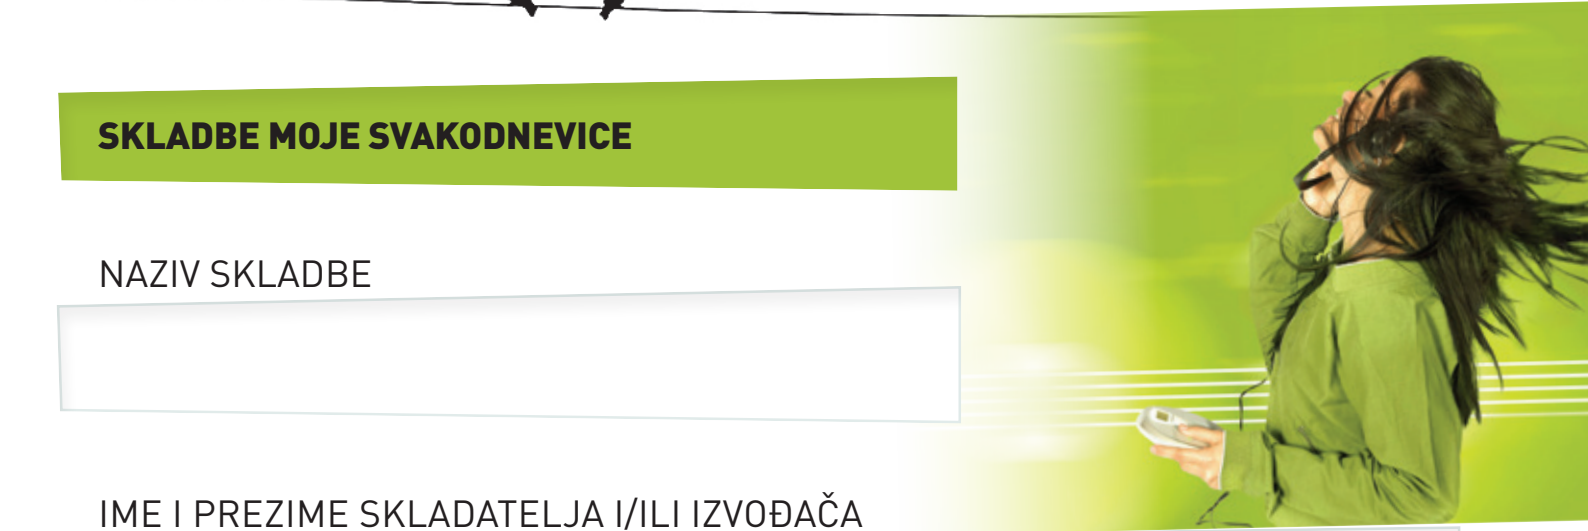 SKLADBE MOJE SVAKODNEVICE
NAZIV SKLADBE
IME I PREZIME SKLADATELJA I/ILI IZVOĐAČA